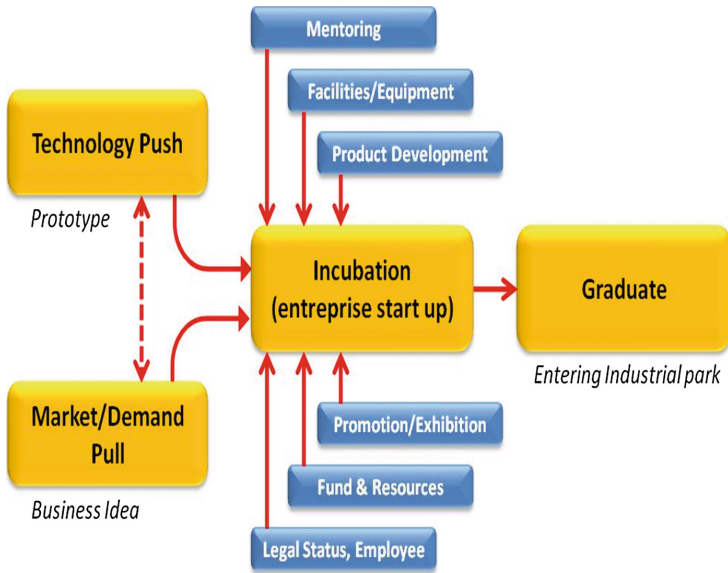 Mentoring
Facilities/Equipment
Product Development
Technology Push
Prototype
Incubation
(entreprise start up)
Graduate
Entering Industrial park
Market/Demand
Pull
Business Idea
Promotion/Exhibition
Fund & Resources
Legal Status, Employee